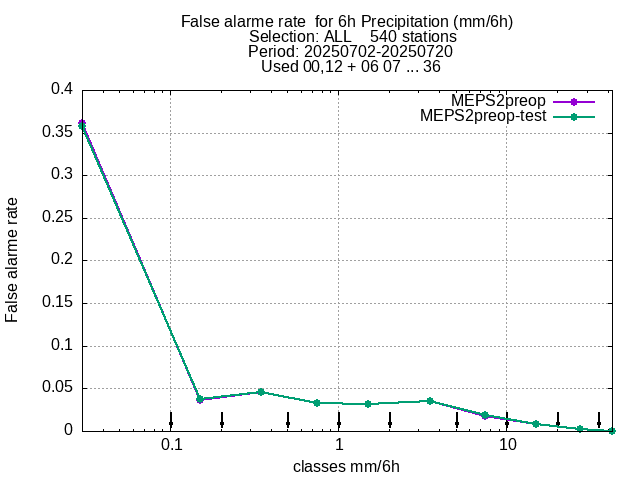 False alarme rate  for 6h Precipitation (mm/6h)
Selection: ALL    540 stations
Period: 20250702-20250720
Used 00,12 + 06 07 ... 36
MEPS2preop
MEPS2preop-test
0.4
0.35
0.3
0.25
0.2
0.15
0.1
0.05
0
False alarme rate
0.1 1 10
classes mm/6h